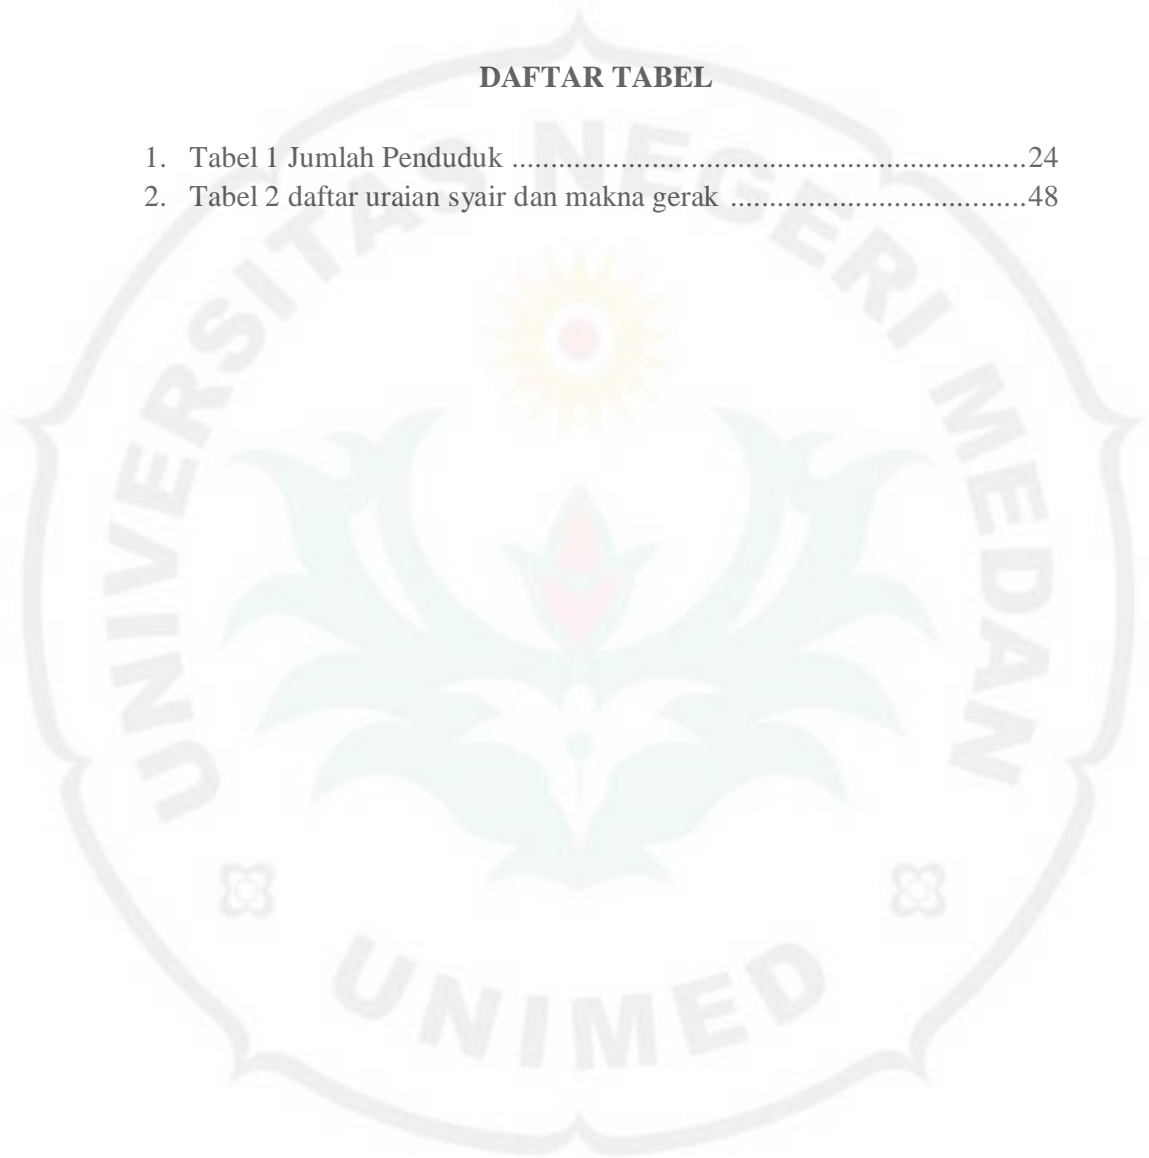 DAFTAR TABEL
1. Tabel 1 Jumlah Penduduk ..................................................................24
2. Tabel 2 daftar uraian syair dan makna gerak ......................................48
UNIVERSITAS NEGERI MEDAN
UNIMED